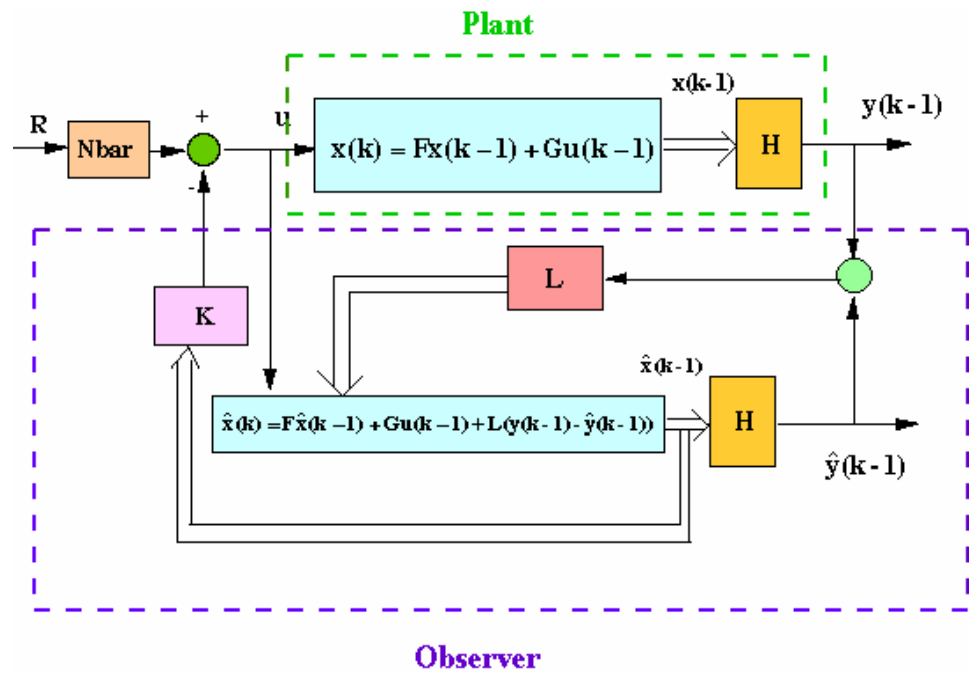 Plant
x(k-1)
y(k-1)
R
+
u
Nbar
x(k) = Fx(k-1) + Gu(k-1)
H
-
L
K
x̂(k-1)
x̂(k) = Fx̂(k-1) + Gu(k-1) + L(y(k-1) - ŷ(k-1))
H
ŷ(k-1)
Observer